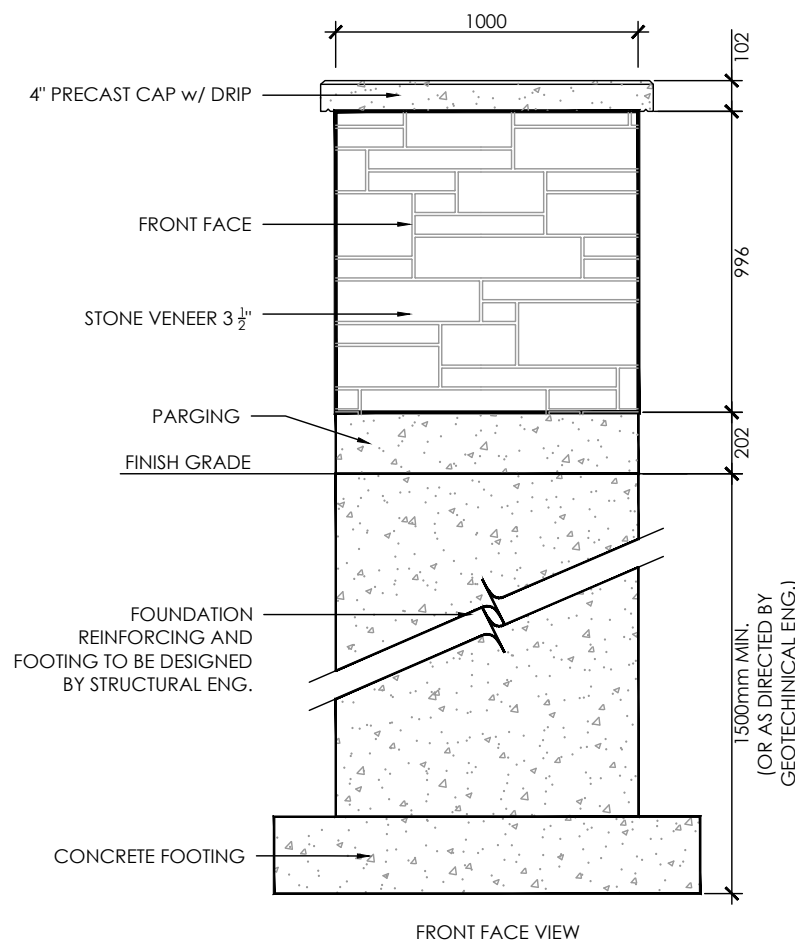 1000
102
4" PRECAST CAP w/ DRIP
FRONT FACE
996
STONE VENEER 3 1/2"
PARGING
202
FINISH GRADE
FOUNDATION
REINFORCING AND
FOOTING TO BE DESIGNED
BY STRUCTURAL ENG.
1500mm MIN.
(OR AS DIRECTED BY
GEOTECHINICAL ENG.)
CONCRETE FOOTING
FRONT FACE VIEW